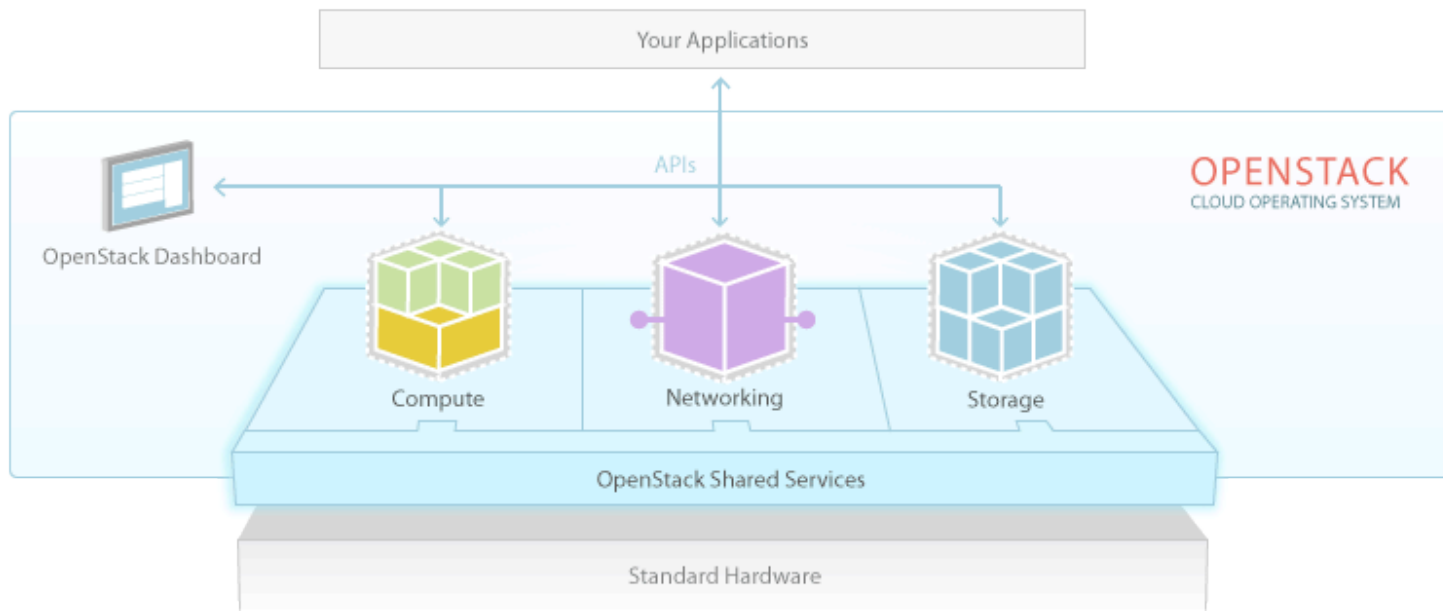 Your Applications
APIs
OPENSTACK
CLOUD OPERATING SYSTEM
OpenStack Dashboard
Compute
Networking
Storage
OpenStack Shared Services
Standard Hardware